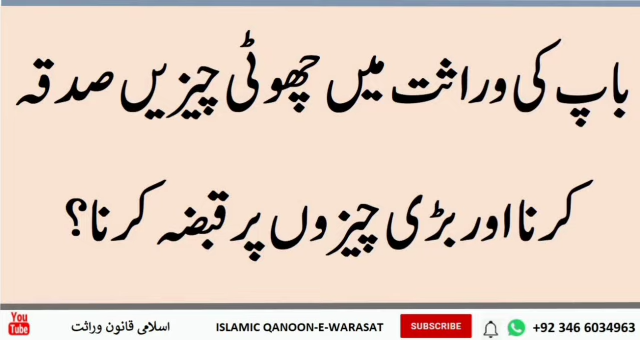 باپ کی وراثت میں چھوٹی چیزیں صدقہ
کرنا اور بڑی چیزوں پر قبضہ کرنا؟
You Tube اسلامی قانون وراثت ISLAMIC QANOON-E-WARASAT SUBSCRIBE +92 346 6034963